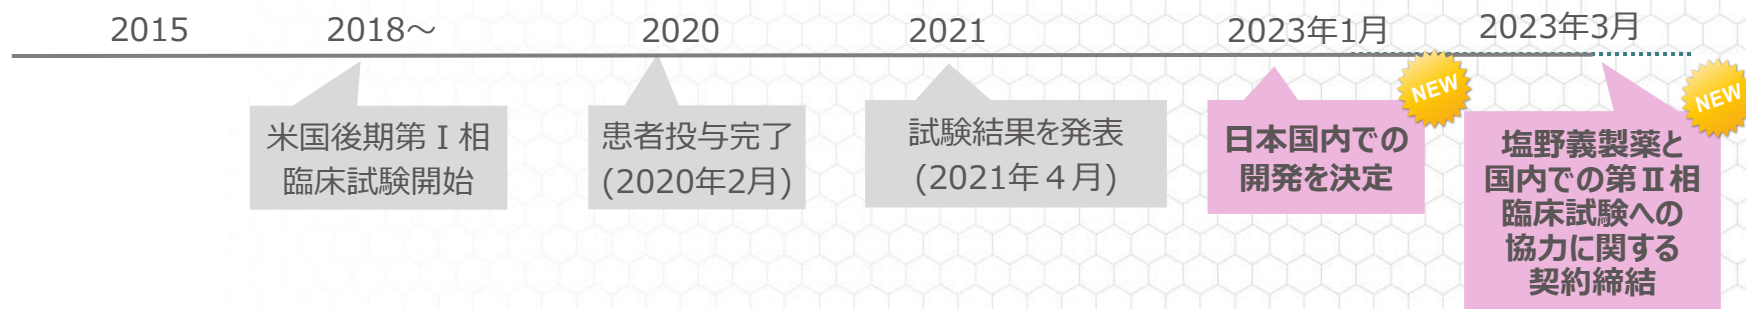 2015
2018～
2020
2021
2023年1月
2023年3月
米国後期第Ⅰ相
臨床試験開始
患者投与完了
(2020年2月)
試験結果を発表
(2021年４月)
日本国内での
開発を決定
NEW
塩野義製薬と
国内での第Ⅱ相
臨床試験への
協力に関する
契約締結
NEW